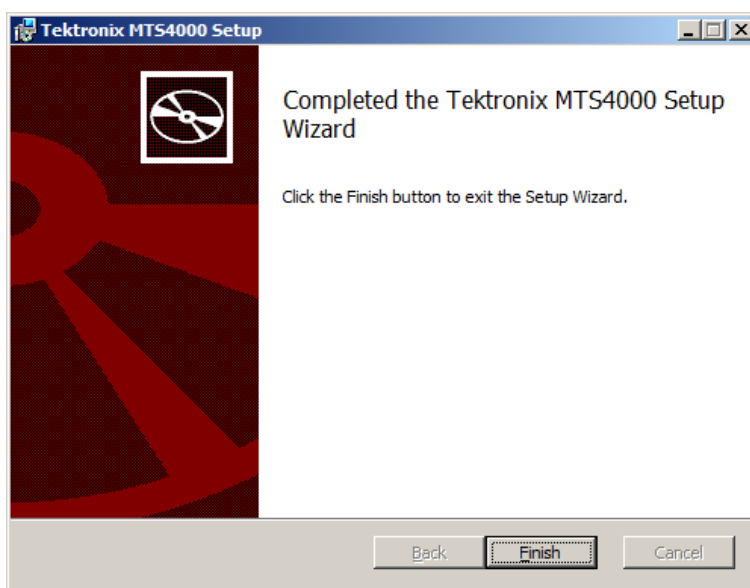 Tektronix MTS4000 Setup
Completed the Tektronix MTS4000 Setup
Wizard
Click the Finish button to exit the Setup Wizard.
Back
Finish
Cancel